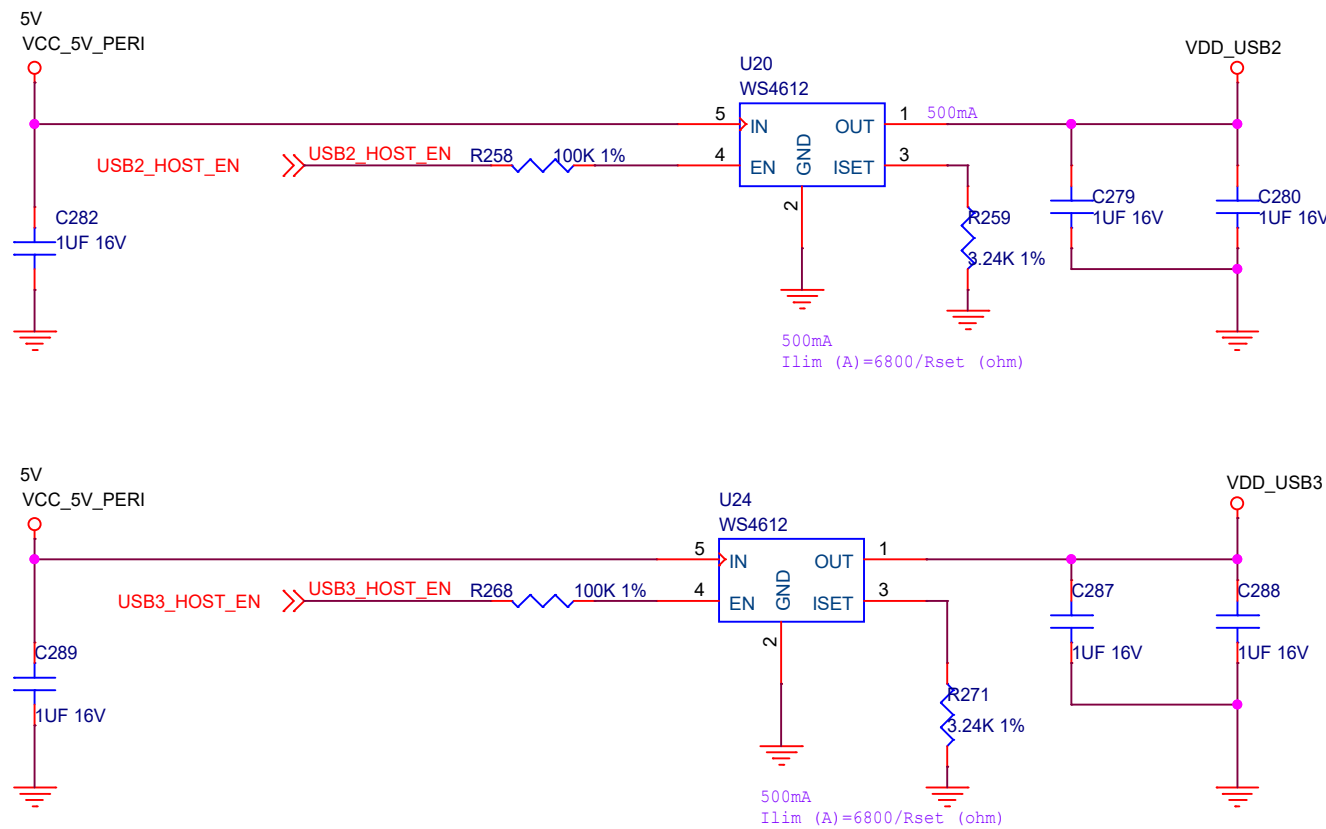 5V
VCC_5V_PERI
VDD_USB2
U20
WS4612
5
IN
OUT
1
500mA
USB2_HOST_EN
USB2_HOST_EN
R258
100K 1%
4
EN
GND
ISET
3
2
C282
1UF 16V
R259
3.24K 1%
C279
1UF 16V
C280
1UF 16V
500mA
Ilim (A)=6800/Rset (ohm)
5V
VCC_5V_PERI
VDD_USB3
U24
WS4612
5
IN
OUT
1
USB3_HOST_EN
USB3_HOST_EN
R268
100K 1%
4
EN
GND
ISET
3
2
C289
1UF 16V
R271
3.24K 1%
C287
1UF 16V
C288
1UF 16V
500mA
Ilim (A)=6800/Rset (ohm)